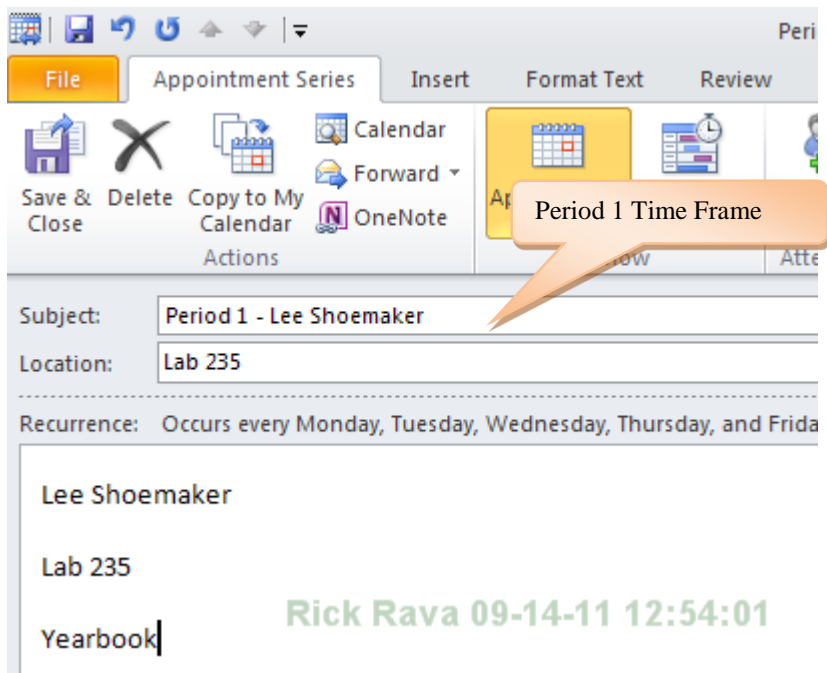 Peri
File Appointment Series Insert Format Text Review
Save & Close Delete Copy to My Calendar
Calendar
Forward
OneNote
Period 1 Time Frame
Actions
Subject: Period 1 - Lee Shoemaker
Location: Lab 235
Recurrence: Occurs every Monday, Tuesday, Wednesday, Thursday, and Frida
Lee Shoemaker
Lab 235
Rick Rava 09-14-11 12:54:01
Yearbook